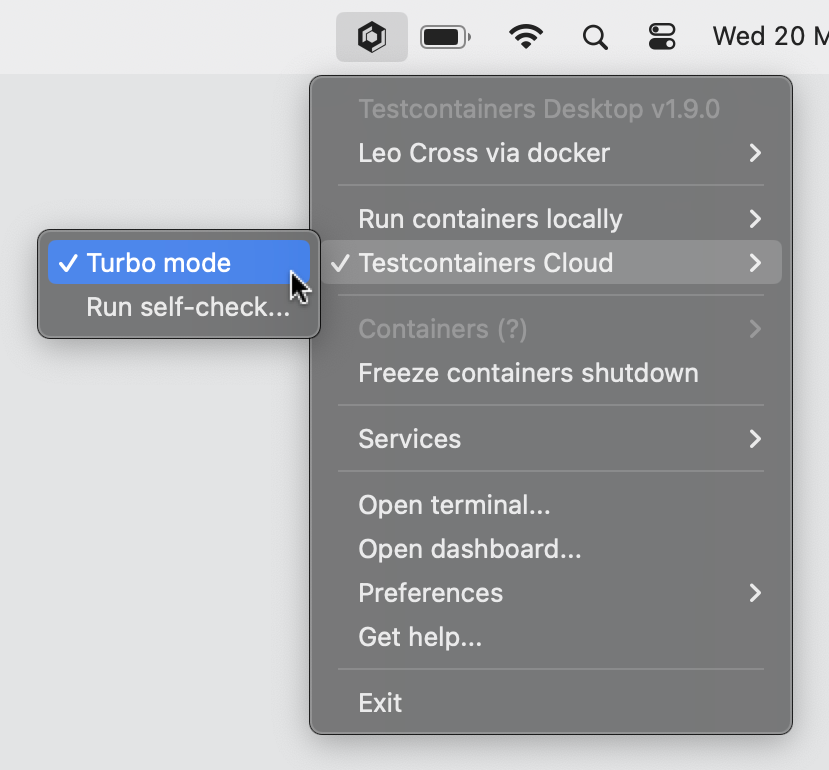 Wed 20 M
Testcontainers Desktop v1.9.0
Leo Cross via docker
Run containers locally
Testcontainers Cloud
Turbo mode
Run self-check...
Containers (?)
Freeze containers shutdown
Services
Open terminal...
Open dashboard...
Preferences
Get help...
Exit